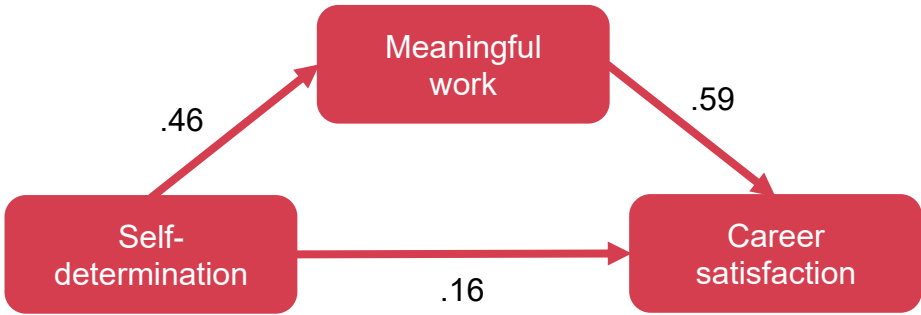 Meaningful
work
.46
.59
Self-
determination
.16
Career
satisfaction